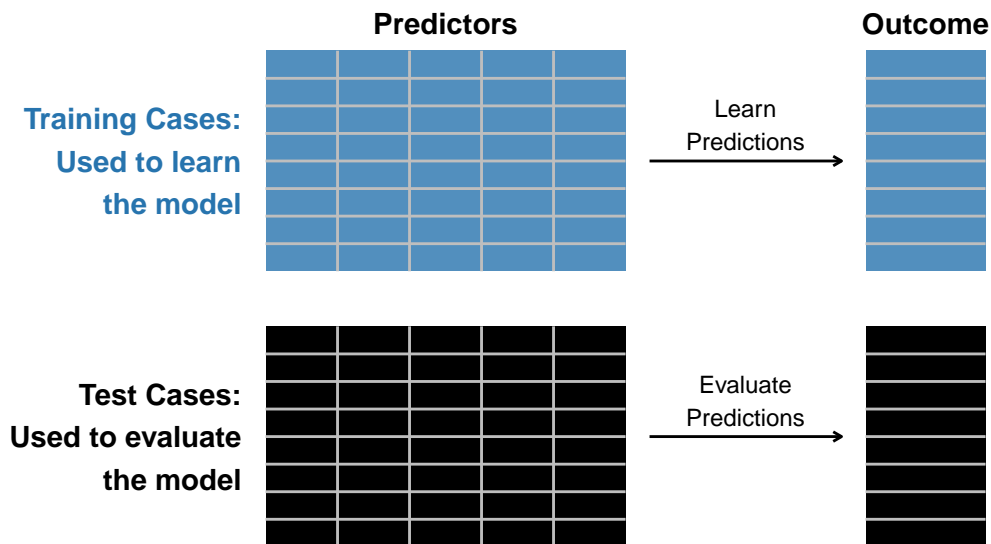 Predictors
Outcome
Training Cases:
Used to learn
the model
Learn
Predictions
Test Cases:
Used to evaluate
the model
Evaluate
Predictions